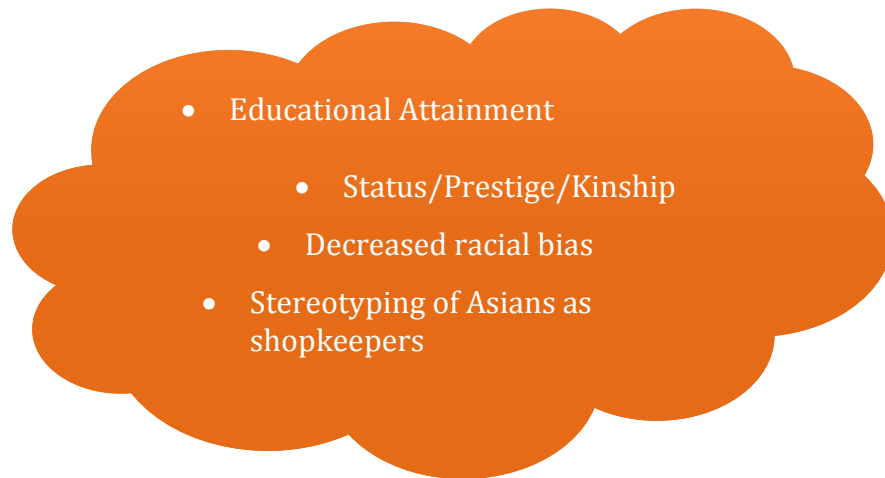 • Educational Attainment
• Status/Prestige/Kinship
• Decreased racial bias
• Stereotyping of Asians as
shopkeepers